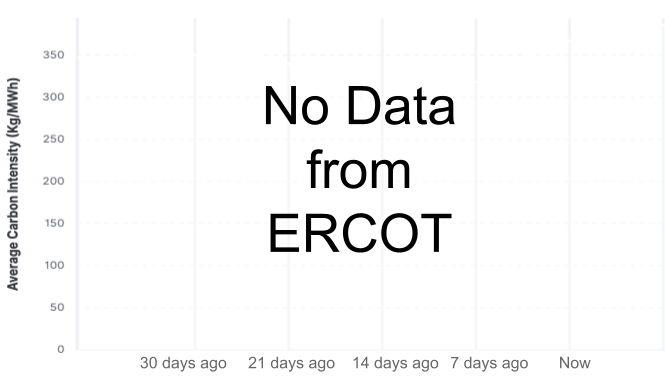 Average Carbon Intensity (Kg/MWh)
350
300
250
200
150
100
50
0
No Data
from
ERCOT
30 days ago 21 days ago 14 days ago 7 days ago Now